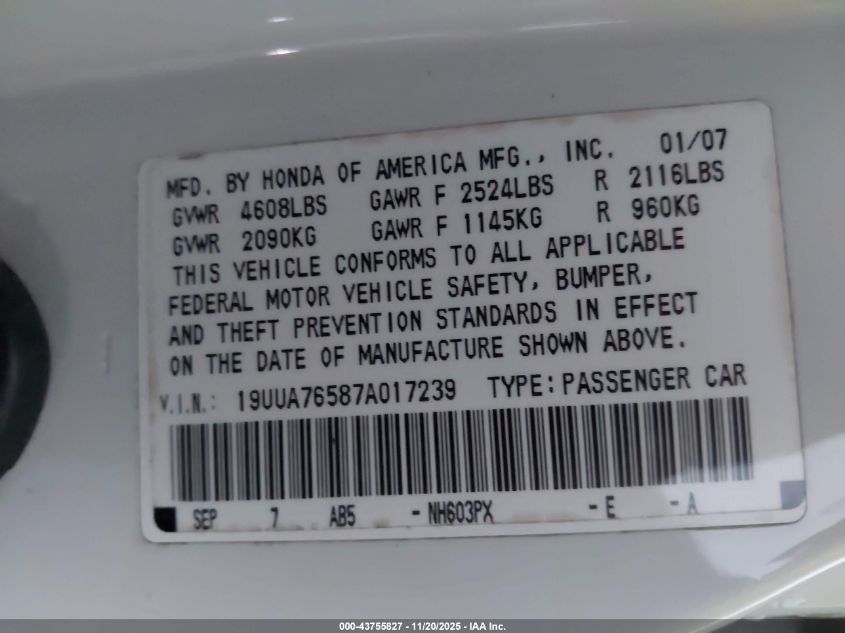 MFD. BY HONDA OF AMERICA MFG., INC. 01/07
GVWR 4608LBS GAWR F 2524LBS R 2116LBS
GVWR 2090KG GAWR F 1145KG R 960KG
THIS VEHICLE CONFORMS TO ALL APPLICABLE
FEDERAL MOTOR VEHICLE SAFETY, BUMPER,
AND THEFT PREVENTION STANDARDS IN EFFECT
ON THE DATE OF MANUFACTURE SHOWN ABOVE.
V.I.N.: 19UUA76587A017239 TYPE:PASSENGER CAR
SEP 7 AB5 -NH603PX -E -A
000-43755827 - 11/20/2025 - IAA Inc.